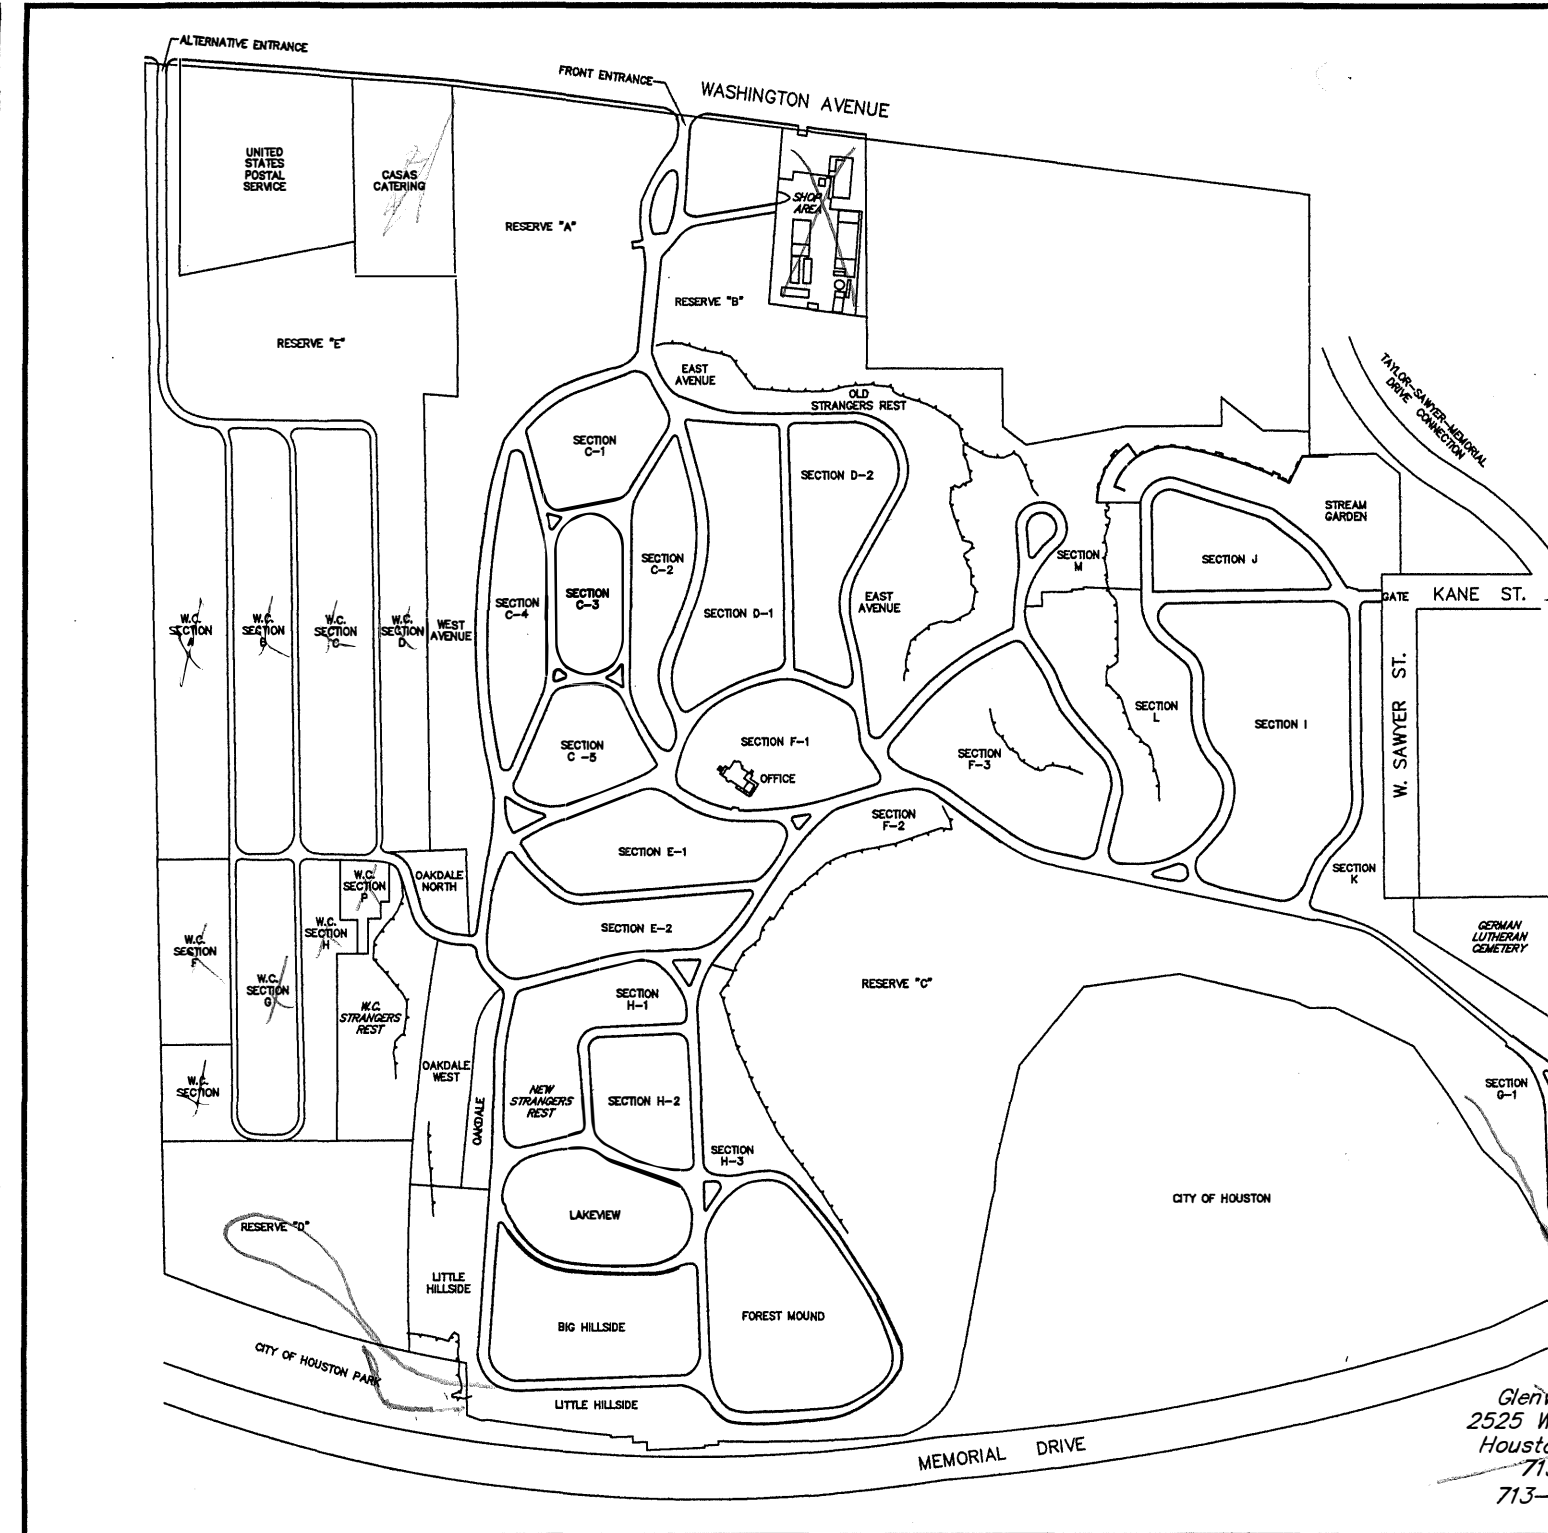 ALTERNATIVE ENTRANCE
FRONT ENTRANCE
WASHINGTON AVENUE
UNITED
STATES
POSTAL
SERVICE
CASAS
CATERING
SHOP
AREA
RESERVE "A"
RESERVE "B"
RESERVE "E"
EAST
AVENUE
OLD
STRANGERS REST
TAYLOR-SAWYER-MEMORIAL
DRIVE CONNECTION
SECTION
C-1
SECTION D-2
STREAM
GARDEN
SECTION
C-2
SECTION
M
SECTION J
SECTION
C-3
SECTION
C-4
SECTION D-1
EAST
AVENUE
GATE
KANE ST.
W.C.
SECTION
A
W.C.
SECTION
B
W.C.
SECTION
C
W.C.
SECTION
D
WEST
AVENUE
W. SAWYER ST.
SECTION
L
SECTION I
SECTION
C -5
SECTION F-1
OFFICE
SECTION
F-3
SECTION
F-2
SECTION E-1
SECTION
K
W.C.
SECTION
P
OAKDALE
NORTH
W.C.
SECTION
F
W.C.
SECTION
H
SECTION E-2
GERMAN
LUTHERAN
CEMETERY
W.C.
SECTION
G
W.C.
STRANGERS
REST
SECTION
H-1
RESERVE "C"
OAKDALE
WEST
W.C.
SECTION
NEW
STRANGERS
REST
SECTION H-2
SECTION
G-1
OAKDALE
SECTION
H-3
LAKEVIEW
CITY OF HOUSTON
RESERVE "D"
LITTLE
HILLSIDE
BIG HILLSIDE
FOREST MOUND
CITY OF HOUSTON PARK
LITTLE HILLSIDE
MEMORIAL DRIVE
2525
713-